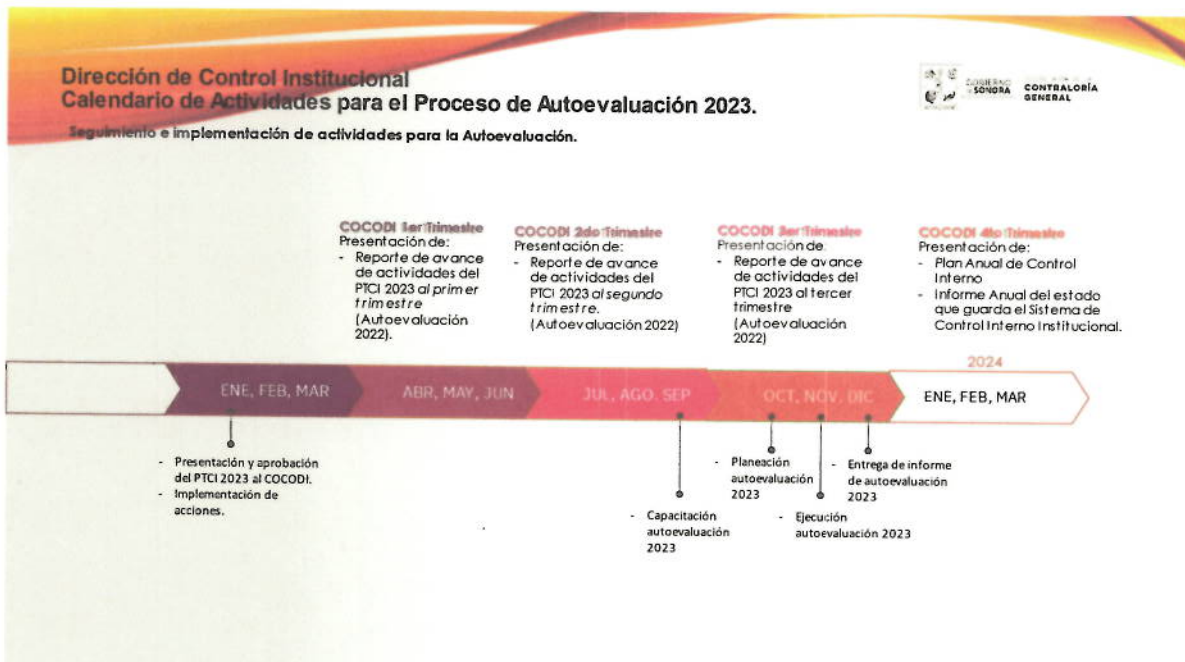 Dirección de Control Institucional
Calendario de Actividades para el Proceso de Autoevaluación 2023.
Seguimiento e implementación de actividades para la Autoevaluación.
GOBIERNO
DE SONORA
CONTRALORÍA
GENERAL
COCODI 1er Trimestre
Presentación de:
- Reporte de avance
de actividades del
PTCI 2023 al primer
trimestre
(Autoevaluación
2022).
COCODI 2do Trimestre
Presentación de:
- Reporte de avance
de actividades del
PTCI 2023 al segundo
trimestre.
(Autoevaluación 2022)
COCODI 3er Trimestre
Presentación de
- Reporte de avance
de actividades del
PTCI 2023 al tercer
trimestre
(Autoevaluación
2022)
COCODI 4to Trimestre
Presentación de:
- Plan Anual de Control
Interno
- Informe Anual del estado
que guarda el Sistema de
Control Interno Institucional.
2024
ENE, FEB, MAR
ABR, MAY, JUN
JUL, AGO. SEP
OCT, NOV. DIC
ENE, FEB, MAR
- Presentación y aprobación
del PTCI 2023 al COCODI.
- Implementación de
acciones.
- Capacitación
autoevaluación
2023
- Planeación
autoevaluación
2023
- Ejecución
autoevaluación 2023
- Entrega de informe
de autoevaluación
2023